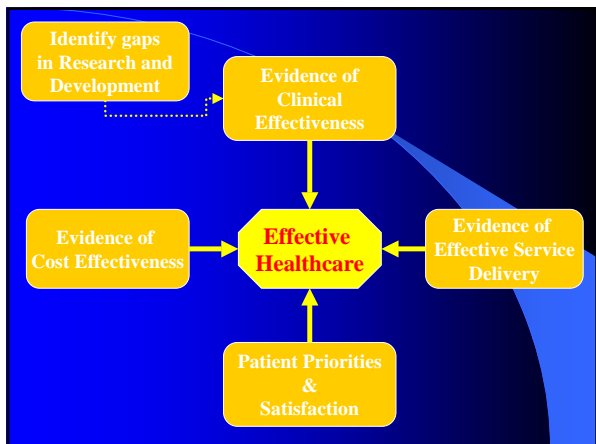 Identify gaps
in Research and
Development
Evidence of
Clinical
Effectiveness
Evidence of
Cost Effectiveness
Effective
Healthcare
Evidence of
Effective Service
Delivery
Patient Priorities
&
Satisfaction